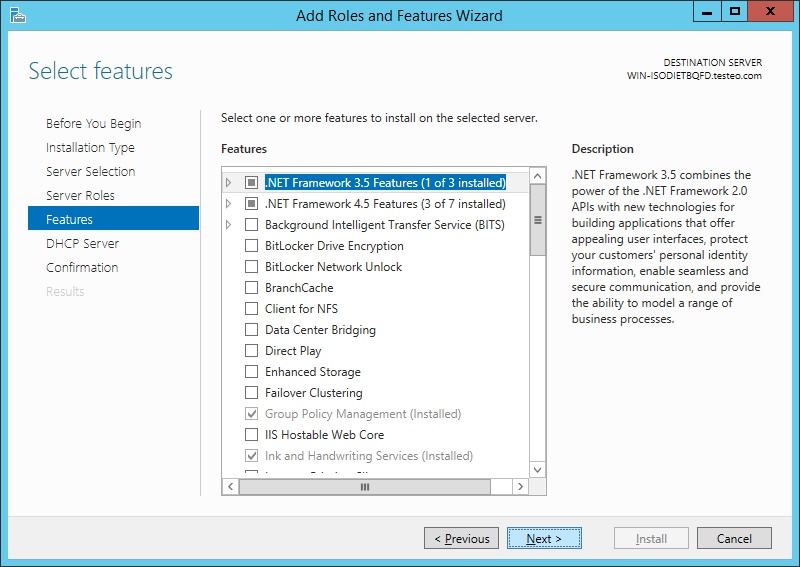 Add Roles and Features Wizard
Select features
DESTINATION SERVER
WIN-ISODIETBQFD.testeo.com
Before You Begin
Installation Type
Server Selection
Server Roles
Features
DHCP Server
Confirmation
Results
Select one or more features to install on the selected server.
Features
.NET Framework 3.5 Features (1 of 3 installed)
.NET Framework 4.5 Features (3 of 7 installed)
Background Intelligent Transfer Service (BITS)
BitLocker Drive Encryption
BitLocker Network Unlock
BranchCache
Client for NFS
Data Center Bridging
Direct Play
Enhanced Storage
Failover Clustering
Group Policy Management (Installed)
IIS Hostable Web Core
Ink and Handwriting Services (Installed)
Description
.NET Framework 3.5 combines the
power of the .NET Framework 2.0
APIs with new technologies for
building applications that offer
appealing user interfaces, protect
your customers' personal identity
information, enable seamless and
secure communication, and provide
the ability to model a range of
business processes.
< Previous
Next >
Install
Cancel